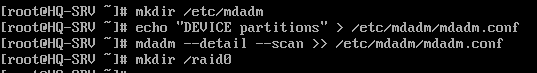 [root@HQ-SRV ~]# mkdir /etc/mdadm
[root@HQ-SRV ~]# echo "DEVICE partitions" > /etc/mdadm/mdadm.conf
[root@HQ-SRV ~]# mdadm --detail --scan >> /etc/mdadm/mdadm.conf
[root@HQ-SRV ~]# mkdir /raid0